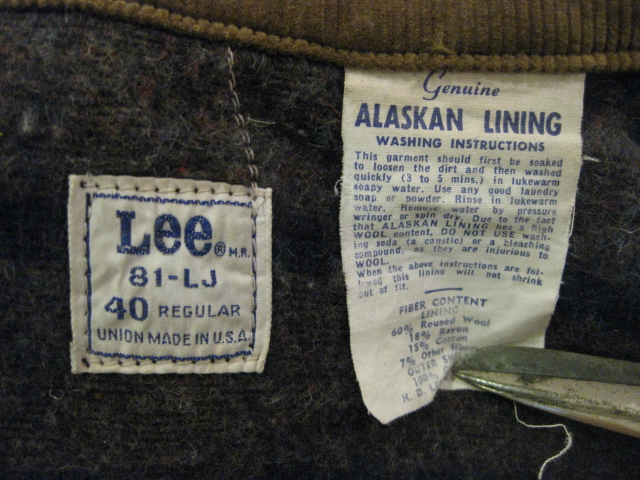 Lee® M.R.
81-LJ
40 REGULAR
UNION MADE IN U.S.A.
Genuine
ALASKAN LINING
WASHING INSTRUCTIONS
This garment should first be soaked
to loosen the dirt and then washed
quickly (3 to 5 mins.) in lukewarm
soapy water. Use any good laundry
soap or powder. Rinse in lukewarm
water. Remove water by pressure
wringer or spin dry. Due to the fact
that ALASKAN LINING has a high
WOOL content, DO NOT USE wash-
ing soda (a caustic) or a bleaching
compound, as they are injurious to
WOOL.
When the above instructions are fol-
lowed this lining will not shrink
out of fit.
FIBER CONTENT
LINING
60% Reused Wool
18% Rayon
15% Cotton
7% Other fibers
OUTER
100%
H. D.